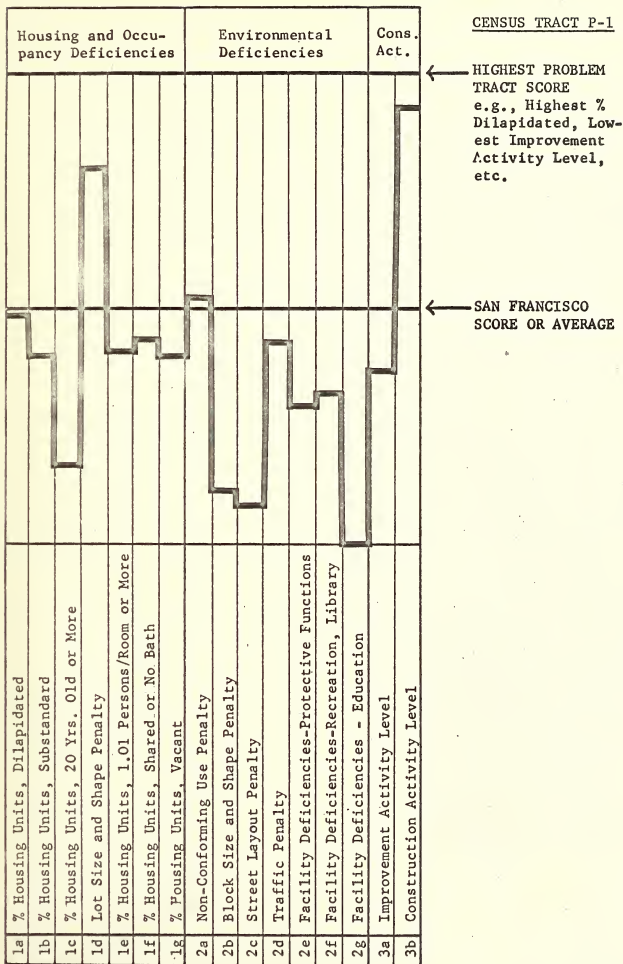 CENSUS TRACT P-1
Housing and Occu-
pancy Deficiencies
Environmental
Deficiencies
Cons.
Act.
HIGHEST PROBLEM
TRACT SCORE
e.g., Highest %
Dilapidated, Low-
est Improvement
Activity Level,
etc.
SAN FRANCISCO
SCORE OR AVERAGE
1a % Housing Units, Dilapidated
1b % Housing Units, Substandard
1c % Housing Units, 20 Yrs. Old or More
1d Lot Size and Shape Penalty
1e % Housing Units, 1.01 Persons/Room or More
1f % Housing Units, Shared or No Bath
1g % Housing Units, Vacant
2a Non-Conforming Use Penalty
2b Block Size and Shape Penalty
2c Street Layout Penalty
2d Traffic Penalty
2e Facility Deficiencies-Protective Functions
2f Facility Deficiencies-Recreation, Library
2g Facility Deficiencies - Education
3a Improvement Activity Level
3b Construction Activity Level